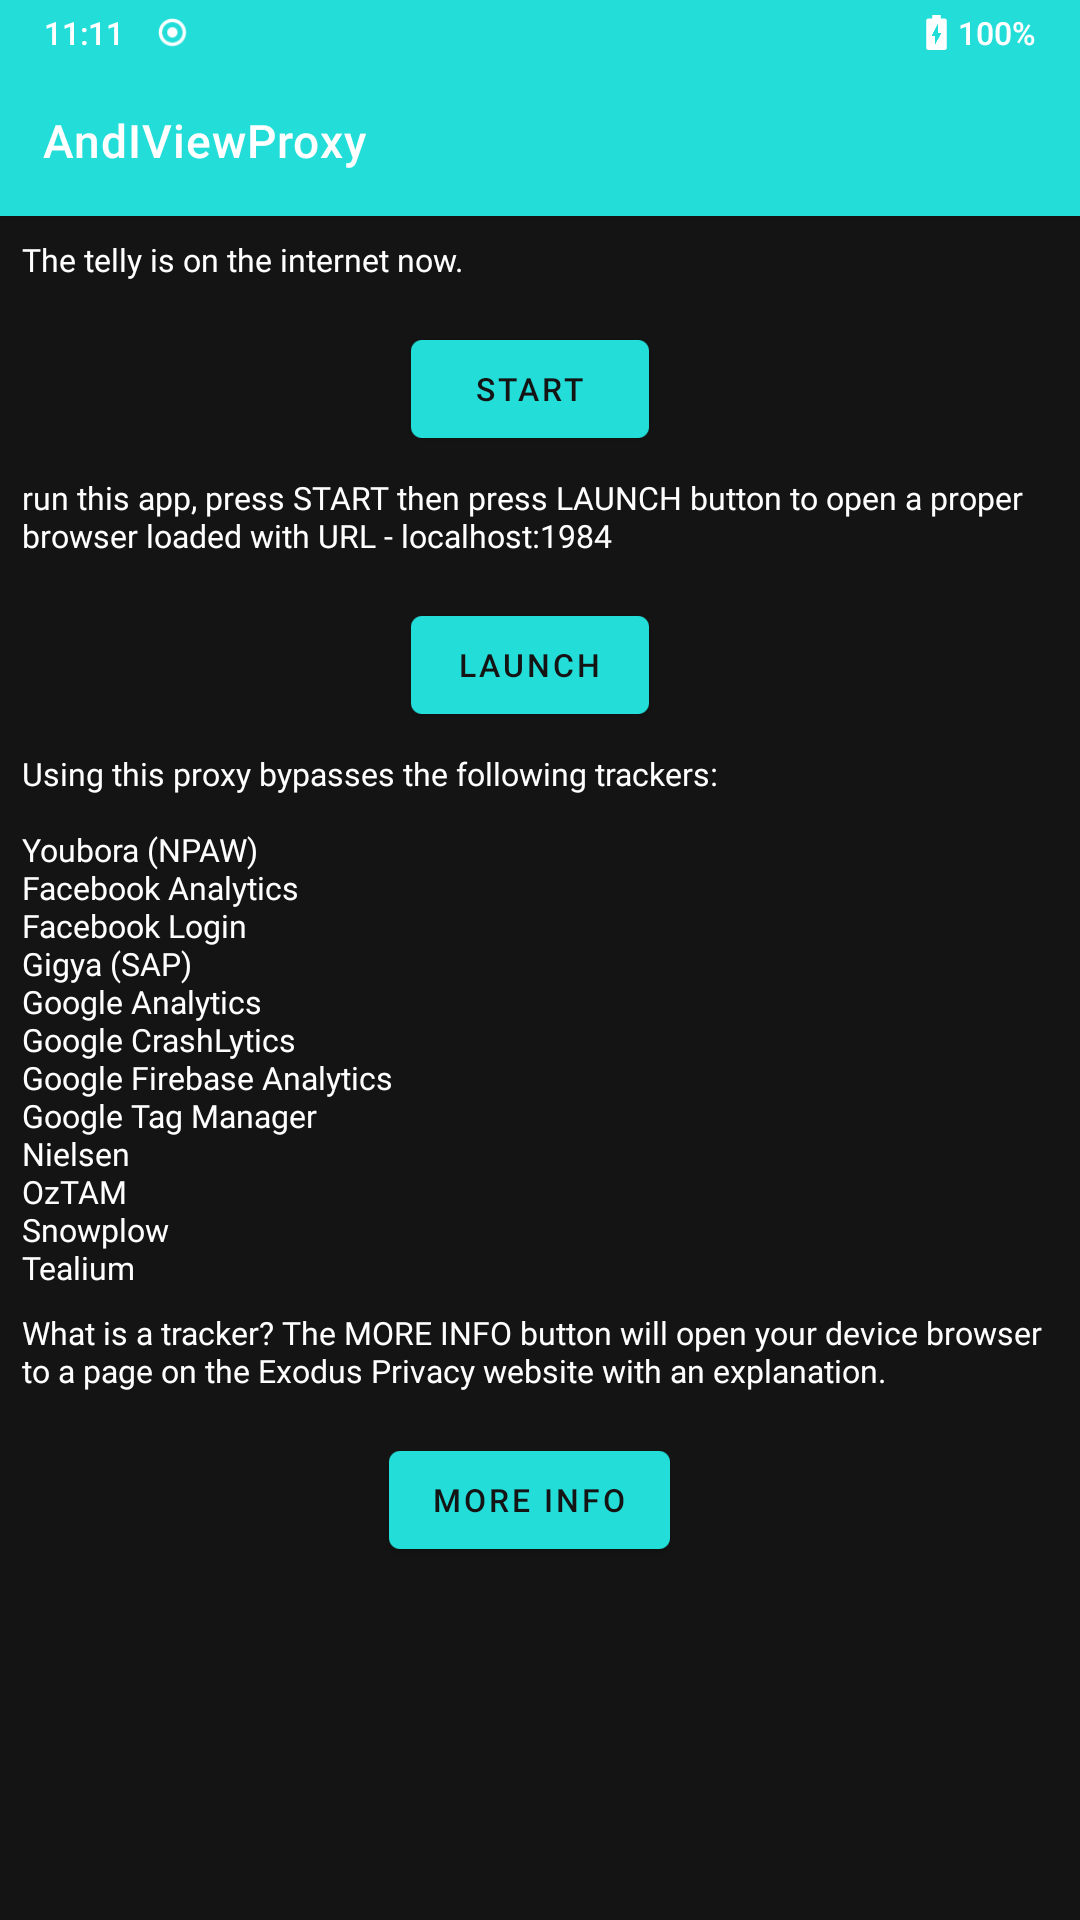 11:11
100%
AndIViewProxy
The telly is on the internet now.
START
run this app, press START then press LAUNCH button to open a proper
browser loaded with URL - localhost:1984
LAUNCH
Using this proxy bypasses the following trackers:
Youbora (NPAW)
Facebook Analytics
Facebook Login
Gigya (SAP)
Google Analytics
Google CrashLytics
Google Firebase Analytics
Google Tag Manager
Nielsen
OzTAM
Snowplow
Tealium
What is a tracker? The MORE INFO button will open your device browser
to a page on the Exodus Privacy website with an explanation.
MORE INFO